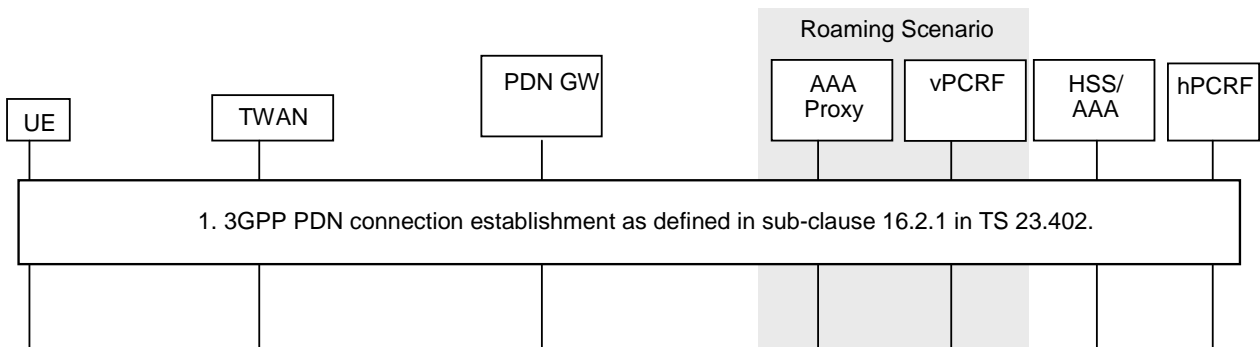 Roaming Scenario
UE
TWAN
PDN GW
AAA
Proxy
vPCRF
HSS/
AAA
hPCRF
1. 3GPP PDN connection establishment as defined in sub-clause 16.2.1 in TS 23.402.